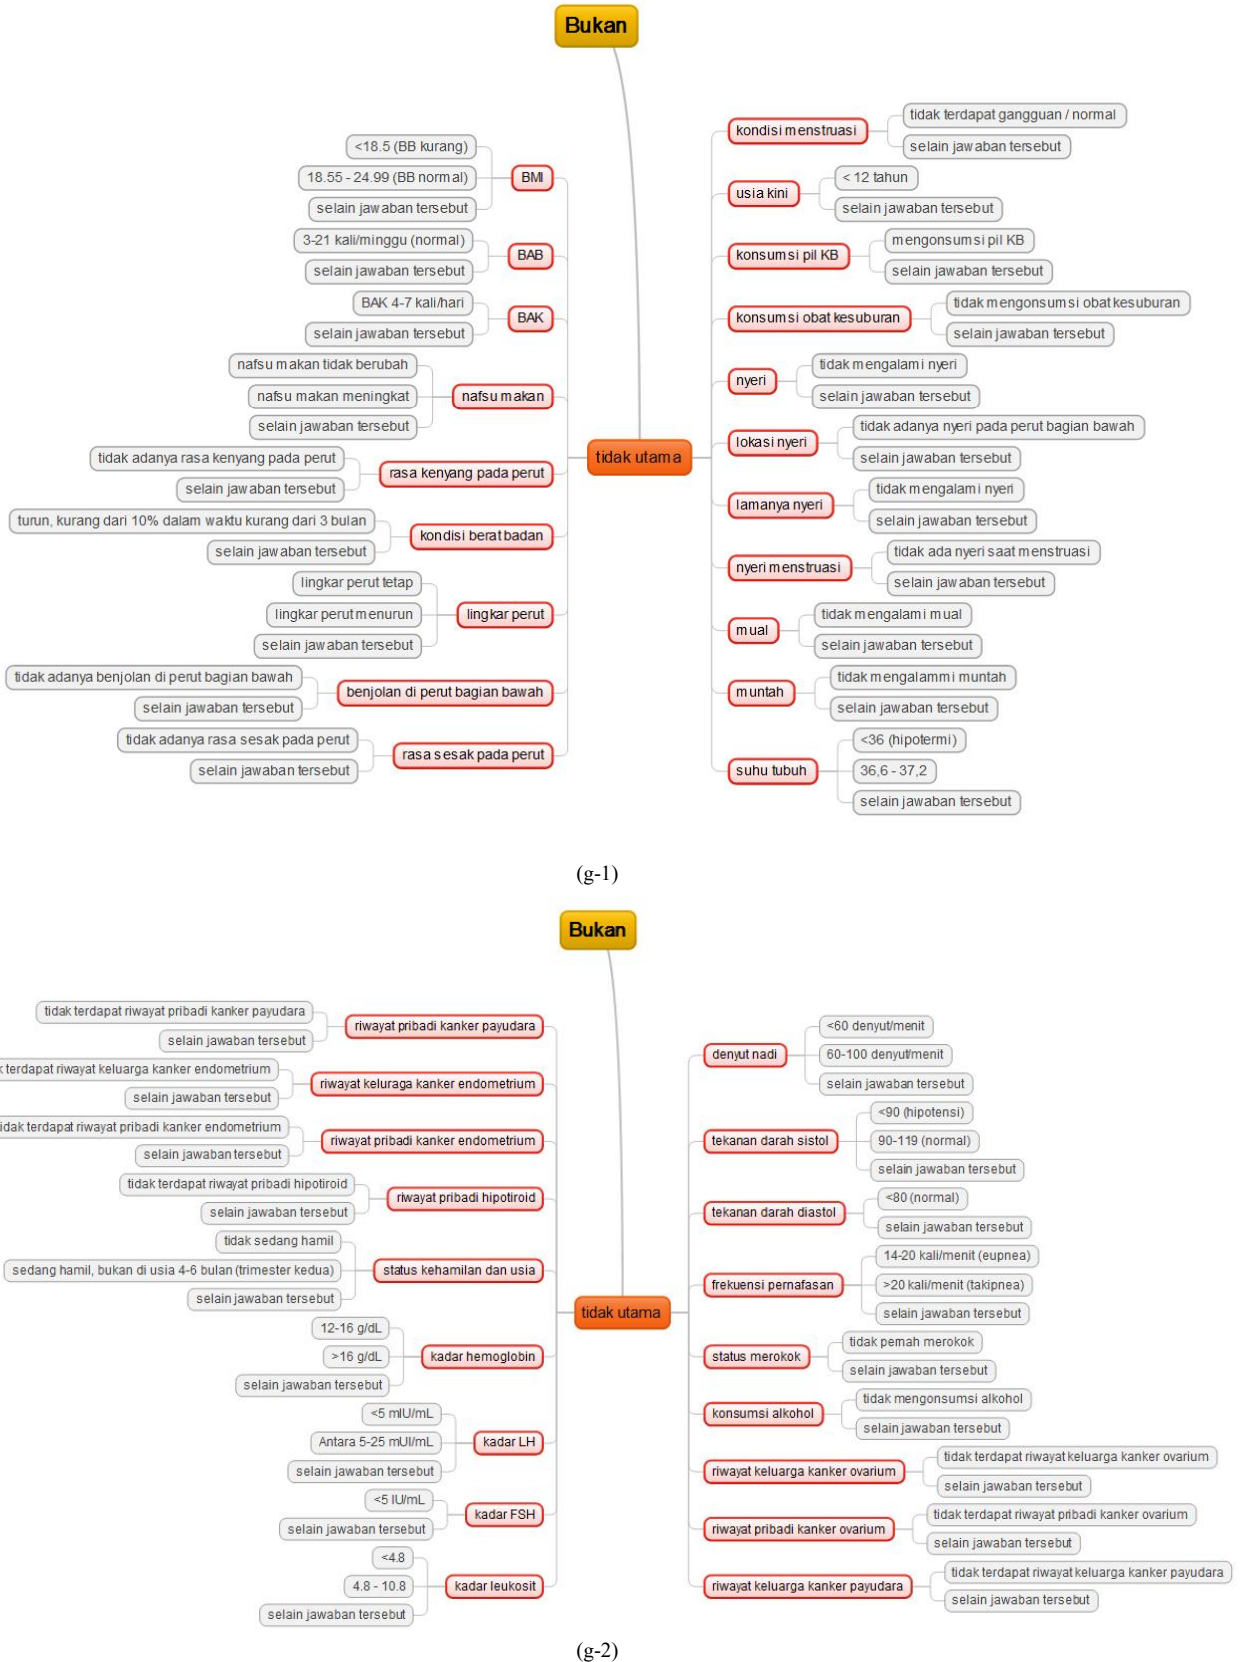 Bukan
<18.5 (BB kurang)
18.55 - 24.99 (BB normal)
selain jawaban tersebut
BMI
3-21 kali/minggu (normal)
selain jawaban tersebut
BAB
BAK 4-7 kali/hari
selain jawaban tersebut
BAK
nafsu makan tidak berubah
nafsu makan meningkat
selain jawaban tersebut
nafsu makan
tidak adanya rasa kenyang pada perut
selain jawaban tersebut
rasa kenyang pada perut
turun, kurang dari 10% dalam waktu kurang dari 3 bulan
selain jawaban tersebut
kondisi berat badan
lingkar perut tetap
lingkar perut menurun
selain jawaban tersebut
lingkar perut
tidak adanya benjolan di perut bagian bawah
selain jawaban tersebut
benjolan di perut bagian bawah
tidak adanya rasa sesak pada perut
selain jawaban tersebut
rasa sesak pada perut
tidak utama
kondisi menstruasi
tidak terdapat gangguan / normal
selain jawaban tersebut
usia kini
< 12 tahun
selain jawaban tersebut
konsumsi pil KB
mengonsumsi pil KB
selain jawaban tersebut
konsumsi obat kesuburan
tidak mengonsumsi obat kesuburan
selain jawaban tersebut
nyeri
tidak mengalami nyeri
selain jawaban tersebut
lokasi nyeri
tidak adanya nyeri pada perut bagian bawah
selain jawaban tersebut
lamanya nyeri
tidak mengalami nyeri
selain jawaban tersebut
nyeri menstruasi
tidak ada nyeri saat menstruasi
selain jawaban tersebut
mual
tidak mengalami mual
selain jawaban tersebut
muntah
tidak mengalammi muntah
selain jawaban tersebut
suhu tubuh
<36 (hipotermi)
36,6 - 37,2
selain jawaban tersebut
(g-1)
Bukan
tidak terdapat riwayat pribadi kanker payudara
selain jawaban tersebut
riwayat pribadi kanker payudara
k terdapat riwayat keluarga kanker endometrium
selain jawaban tersebut
riwayat keluraga kanker endometrium
idak terdapat riwayat pribadi kanker endometrium
selain jawaban tersebut
riwayat pribadi kanker endometrium
tidak terdapat riwayat pribadi hipotiroid
selain jawaban tersebut
riwayat pribadi hipotiroid
tidak sedang hamil
sedang hamil, bukan di usia 4-6 bulan (trimester kedua)
selain jawaban tersebut
status kehamilan dan usia
12-16 g/dL
>16 g/dL
selain jawaban tersebut
kadar hemoglobin
<5 mIU/mL
Antara 5-25 mUI/mL
selain jawaban tersebut
kadar LH
<5 IU/mL
selain jawaban tersebut
kadar FSH
<4.8
4.8 - 10.8
selain jawaban tersebut
kadar leukosit
tidak utama
denyut nadi
<60 denyut/menit
60-100 denyut/menit
selain jawaban tersebut
tekanan darah sistol
<90 (hipotensi)
90-119 (normal)
selain jawaban tersebut
tekanan darah diastol
<80 (normal)
selain jawaban tersebut
frekuensi pernafasan
14-20 kali/menit (eupnea)
>20 kali/menit (takipnea)
selain jawaban tersebut
status merokok
tidak pernah merokok
selain jawaban tersebut
konsumsi alkohol
tidak mengonsumsi alkohol
selain jawaban tersebut
riwayat keluarga kanker ovarium
tidak terdapat riwayat keluarga kanker ovarium
selain jawaban tersebut
riwayat pribadi kanker ovarium
tidak terdapat riwayat pribadi kanker ovarium
selain jawaban tersebut
riwayat keluarga kanker payudara
tidak terdapat riwayat keluarga kanker payudara
selain jawaban tersebut
(g-2)